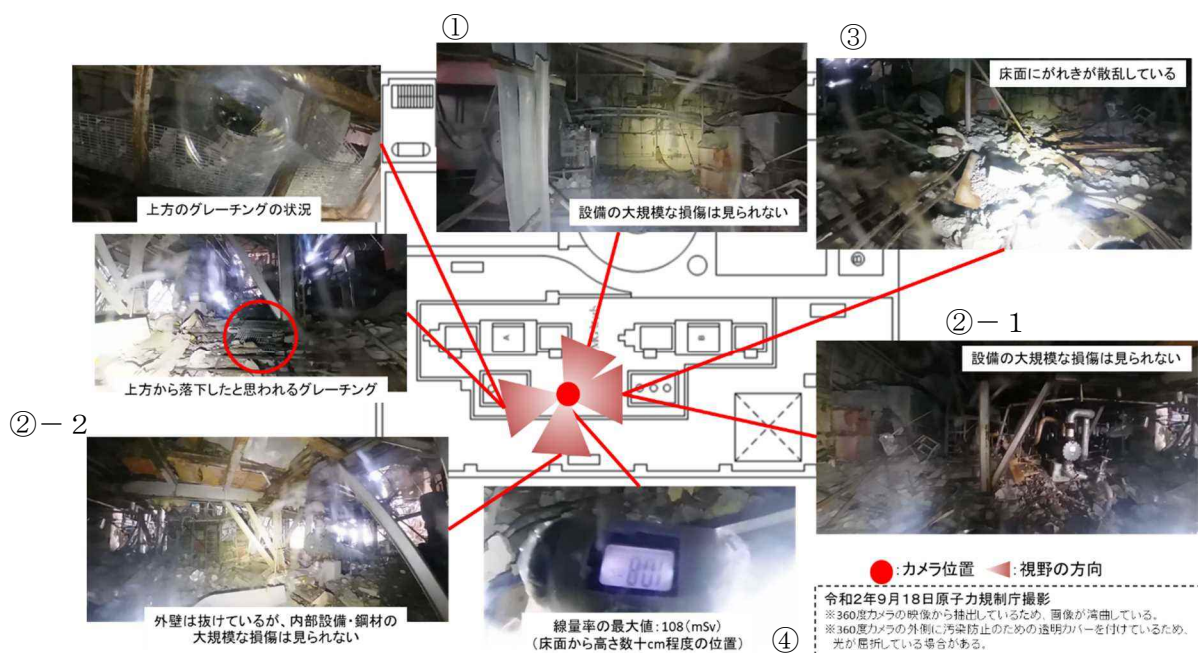 ①
③
床面にがれきが散乱している
上方のグレーチングの状況
設備の大規模な損傷は見られない
②－1
設備の大規模な損傷は見られない
上方から落下したと思われるグレーチング
②－2
A
B
外壁は抜けているが、内部設備・鋼材の
大規模な損傷は見られない
108
線量率の最大値：108（mSv）
（床面から高さ数十cm程度の位置）
④
：カメラ位置
：視野の方向
令和2年9月18日原子力規制庁撮影
※360度カメラの映像から抽出しているため、画像が湾曲している。
※360度カメラの外側に汚染防止のための透明カバーを付けているため、
光が屈折している場合がある。